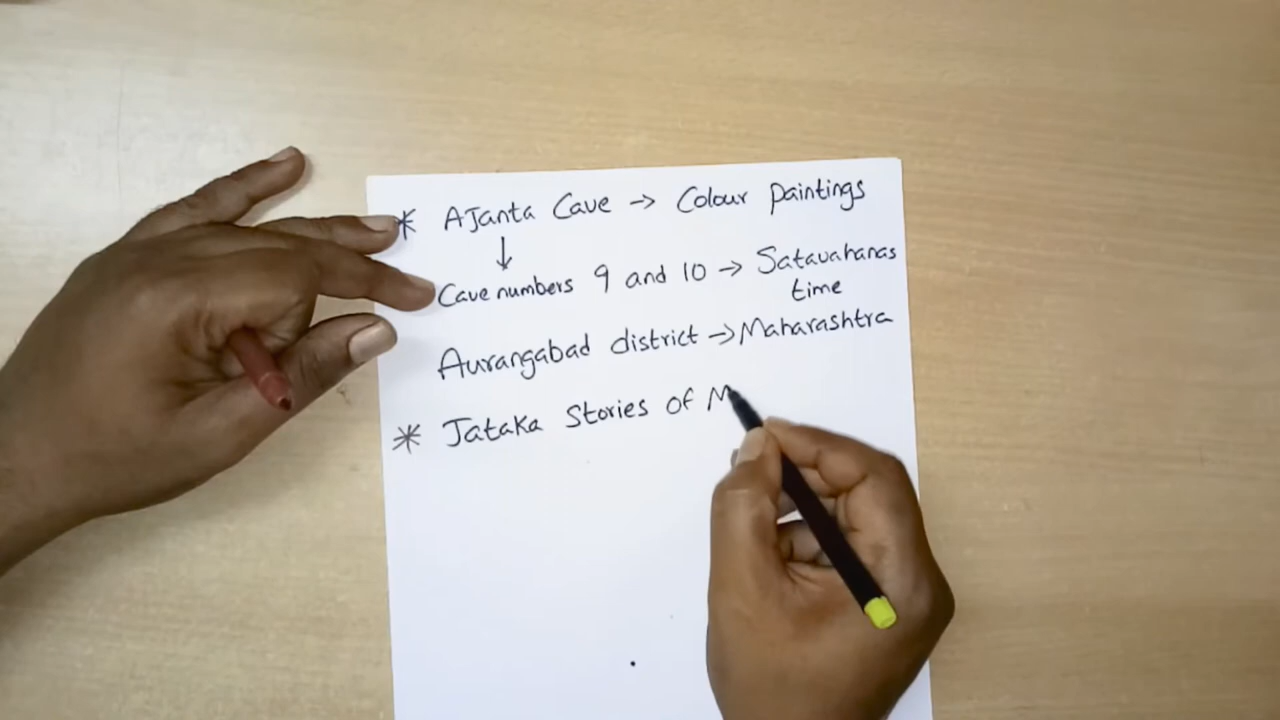 * AJanta Cave → Colour Paintings
↓
Cave numbers 9 and 10 → Satavahanas
time
Aurangabad district → Maharashtra
* Jataka Stories of M